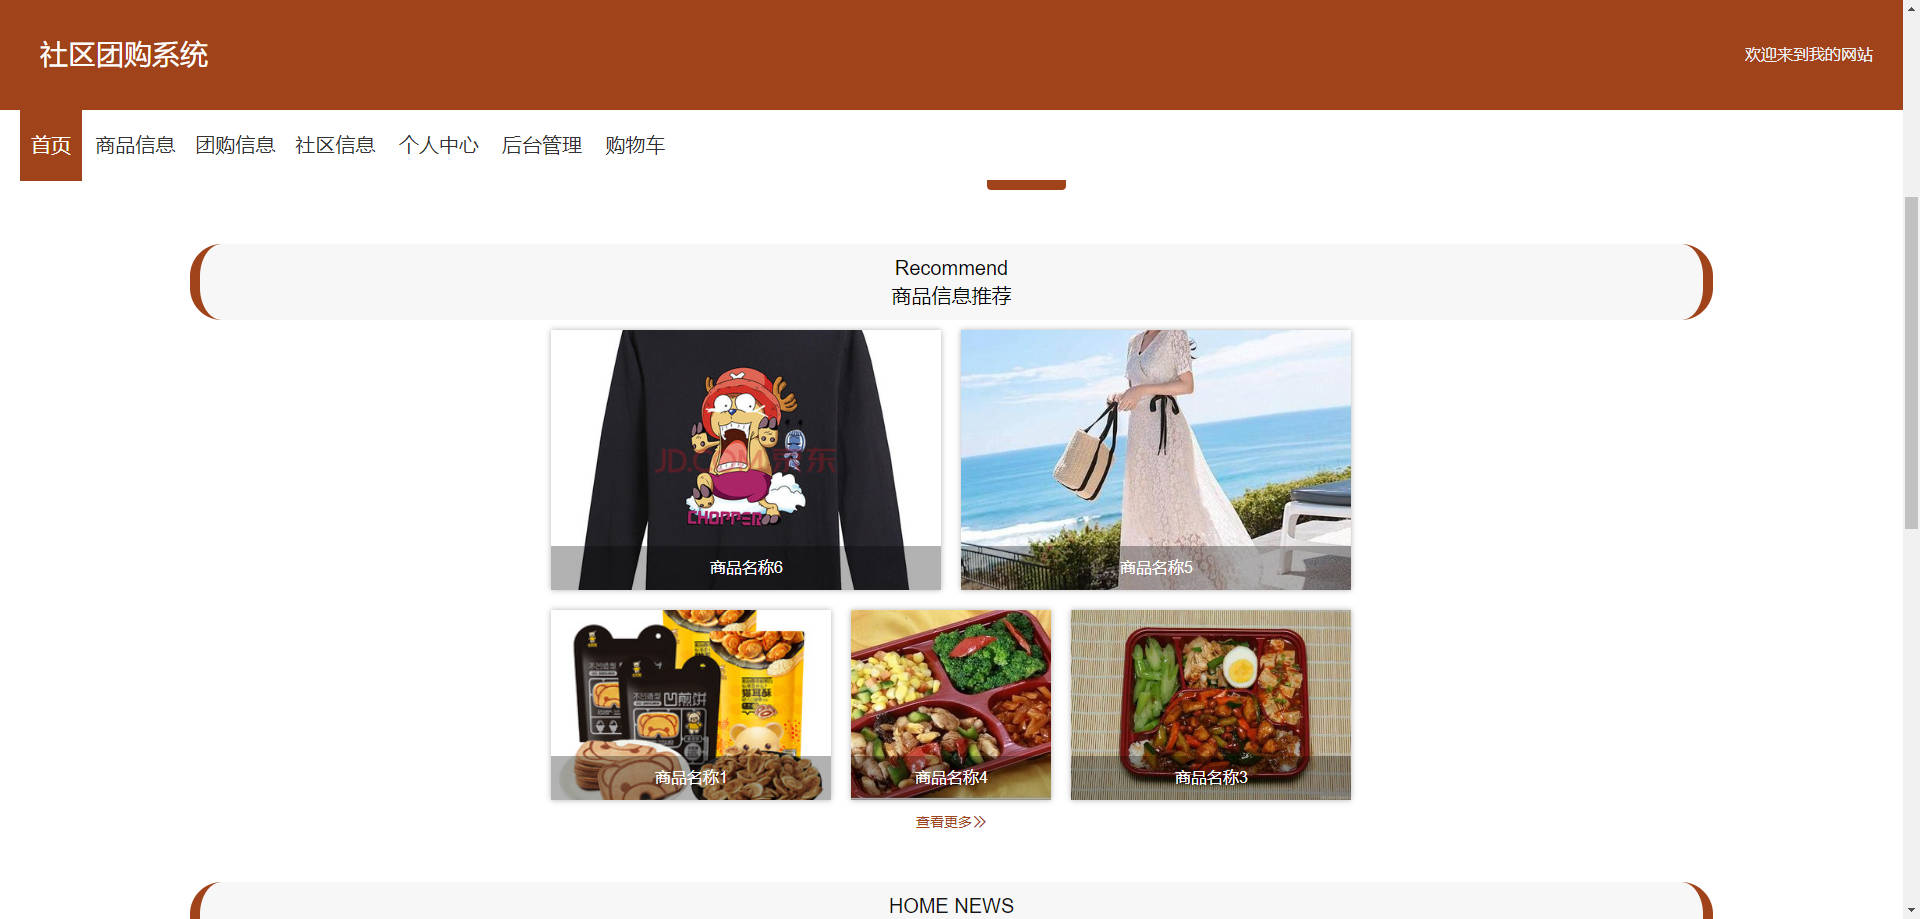 社区团购系统
欢迎来到我的网站
首页 商品信息 团购信息 社区信息 个人中心 后台管理 购物车
Recommend
商品信息推荐
JD.COM 京东
CHOPPER
商品名称6
商品名称5
不凹造型
凹煎饼
商品名称1
商品名称4
商品名称3
查看更多
HOME NEWS